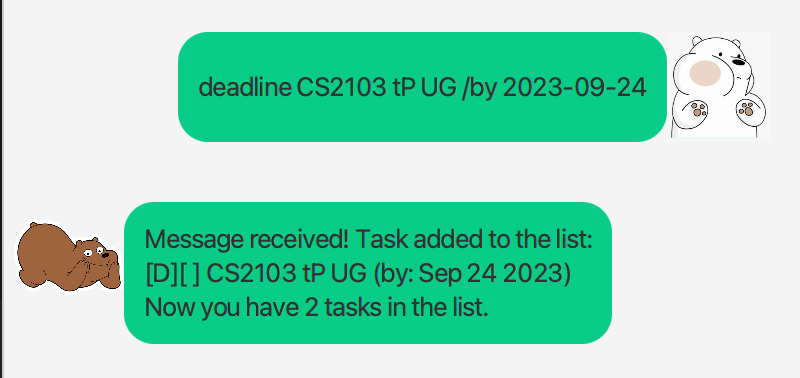 deadline CS2103 tP UG /by 2023-09-24
Message received! Task added to the list:
[D][ ] CS2103 tP UG (by: Sep 24 2023)
Now you have 2 tasks in the list.